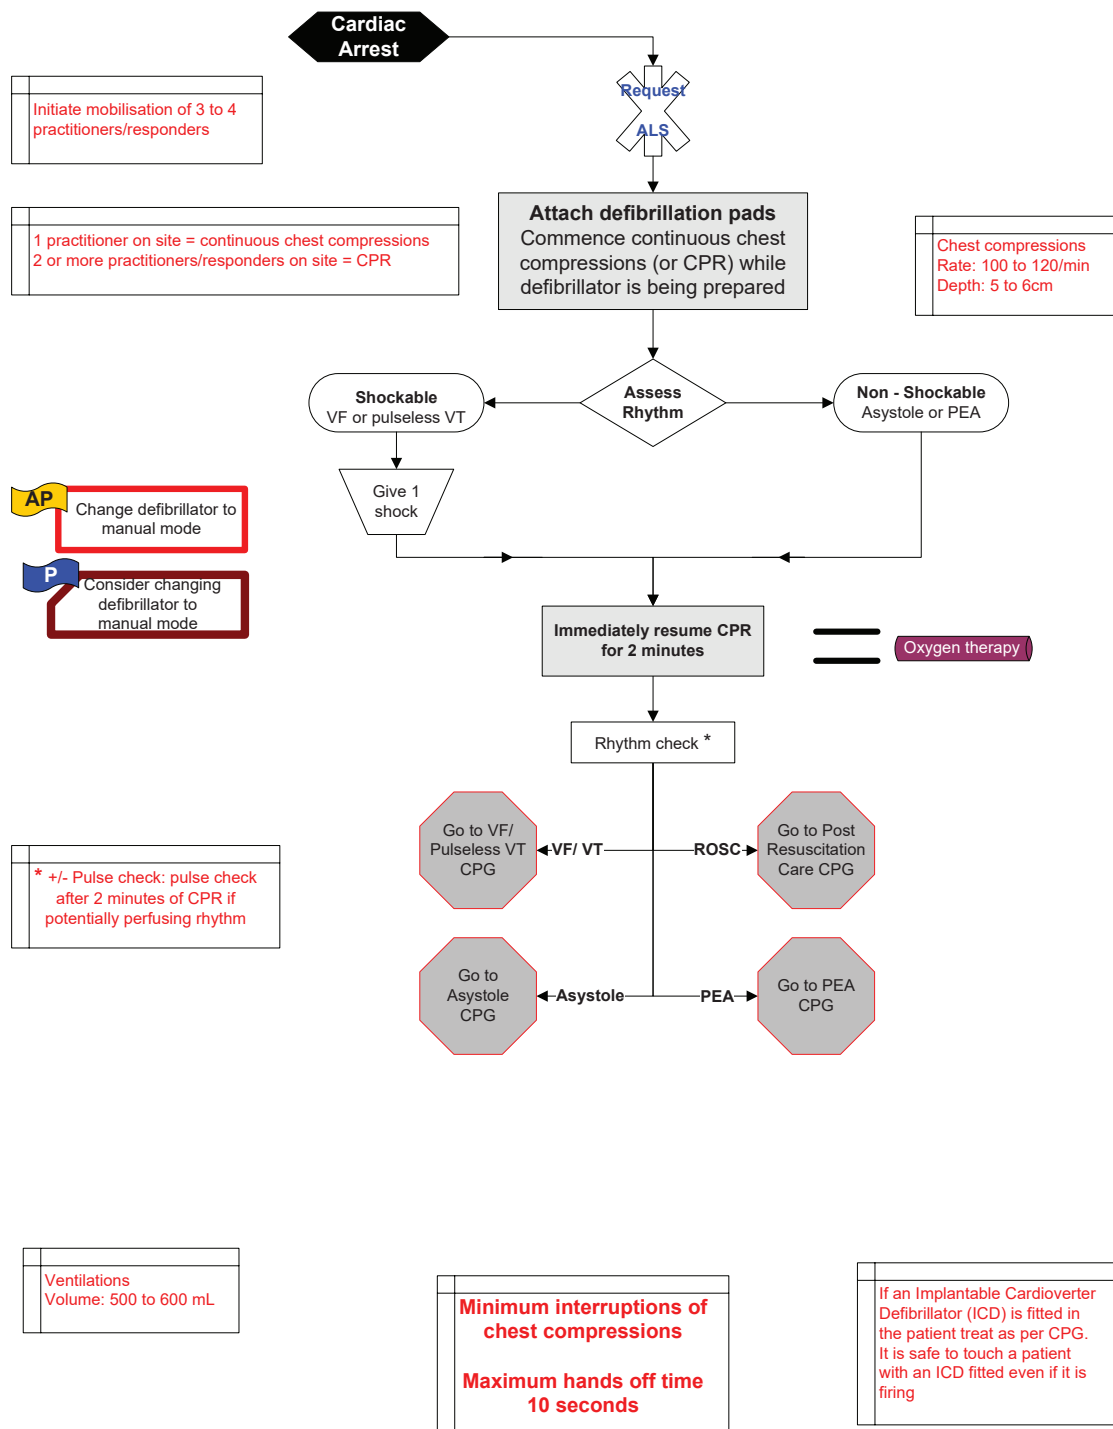 Cardiac
Arrest
Request
ALS
Initiate mobilisation of 3 to 4
practitioners/responders
1 practitioner on site = continuous chest compressions
2 or more practitioners/responders on site = CPR
Attach defibrillation pads
Commence continuous chest
compressions (or CPR) while
defibrillator is being prepared
Chest compressions
Rate: 100 to 120/min
Depth: 5 to 6cm
Assess
Rhythm
Shockable
VF or pulseless VT
Non - Shockable
Asystole or PEA
Give 1
shock
AP
Change defibrillator to
manual mode
P
Consider changing
defibrillator to
manual mode
Immediately resume CPR
for 2 minutes
Oxygen therapy
Rhythm check *
Go to VF/
Pulseless VT
CPG
VF/ VT
ROSC
Go to Post
Resuscitation
Care CPG
* +/- Pulse check: pulse check
after 2 minutes of CPR if
potentially perfusing rhythm
Go to
Asystole
CPG
Asystole
PEA
Go to PEA
CPG
Ventilations
Volume: 500 to 600 mL
Minimum interruptions of
chest compressions
Maximum hands off time
10 seconds
If an Implantable Cardioverter
Defibrillator (ICD) is fitted in
the patient treat as per CPG.
It is safe to touch a patient
with an ICD fitted even if it is
firing